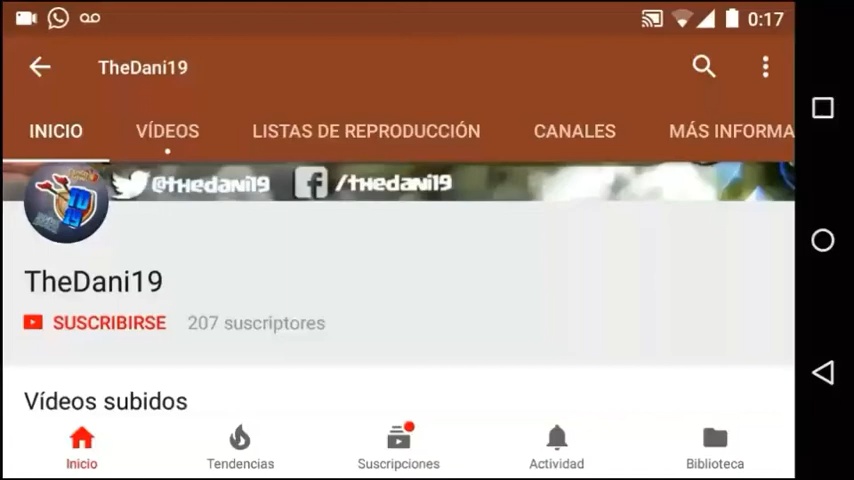 0:17
TheDani19
INICIO VÍDEOS LISTAS DE REPRODUCCIÓN CANALES MÁS INFORMA
@thedani19 /thedani19
TheDani19
SUSCRIBIRSE 207 suscriptores
Vídeos subidos
Inicio Tendencias Suscripciones Actividad Biblioteca